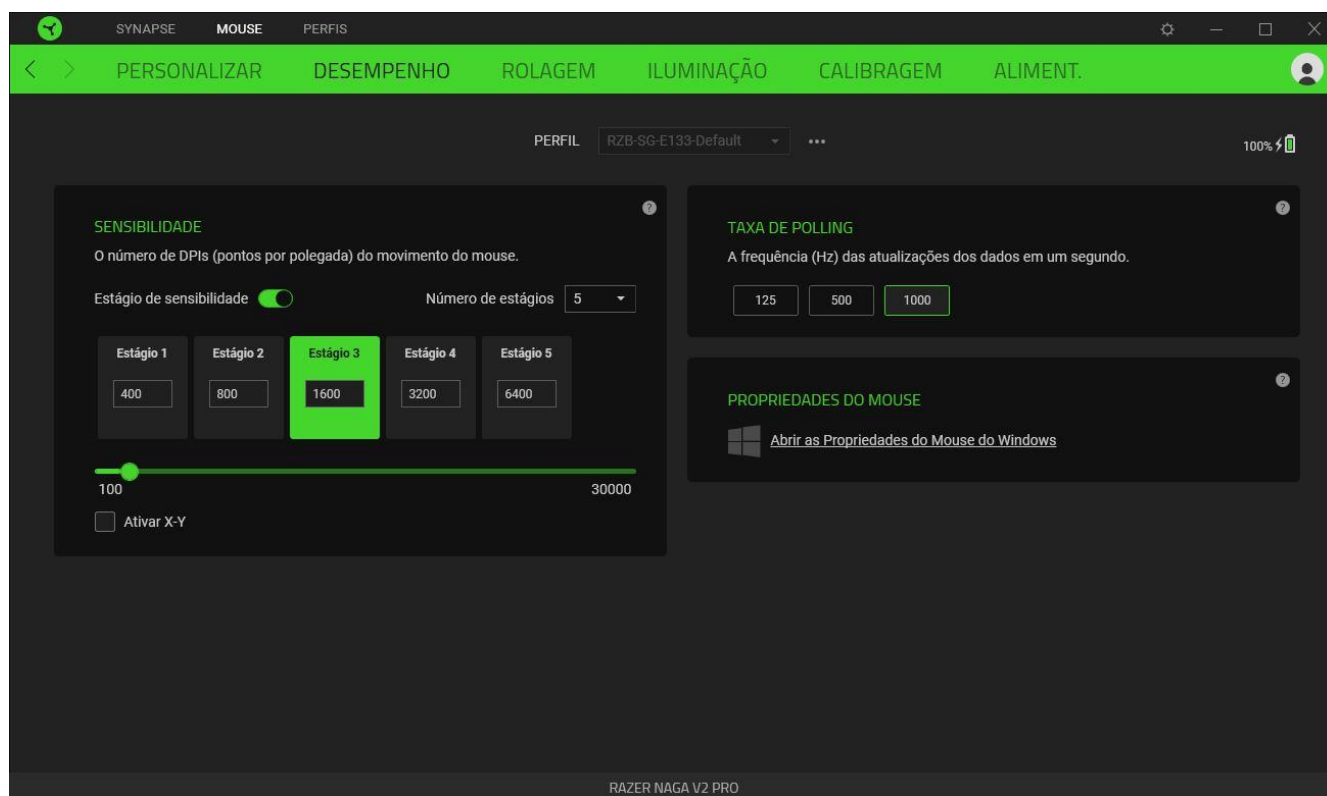 SYNAPSE MOUSE PERFIS
PERSONALIZAR DESEMPENHO ROLAGEM ILUMINAÇÃO CALIBRAGEM ALIMENT.
PERFIL RZB-SG-E133-Default ...
100%
SENSIBILIDADE
O número de DPIs (pontos por polegada) do movimento do mouse.
Estágio de sensibilidade Número de estágios 5
Estágio 1 Estágio 2 Estágio 3 Estágio 4 Estágio 5
400 800 1600 3200 6400
100 30000
Ativar X-Y
?
TAXA DE POLLING
A frequência (Hz) das atualizações dos dados em um segundo.
125 500 1000
?
PROPRIEDADES DO MOUSE
Abrir as Propriedades do Mouse do Windows
?
RAZER NAGA V2 PRO